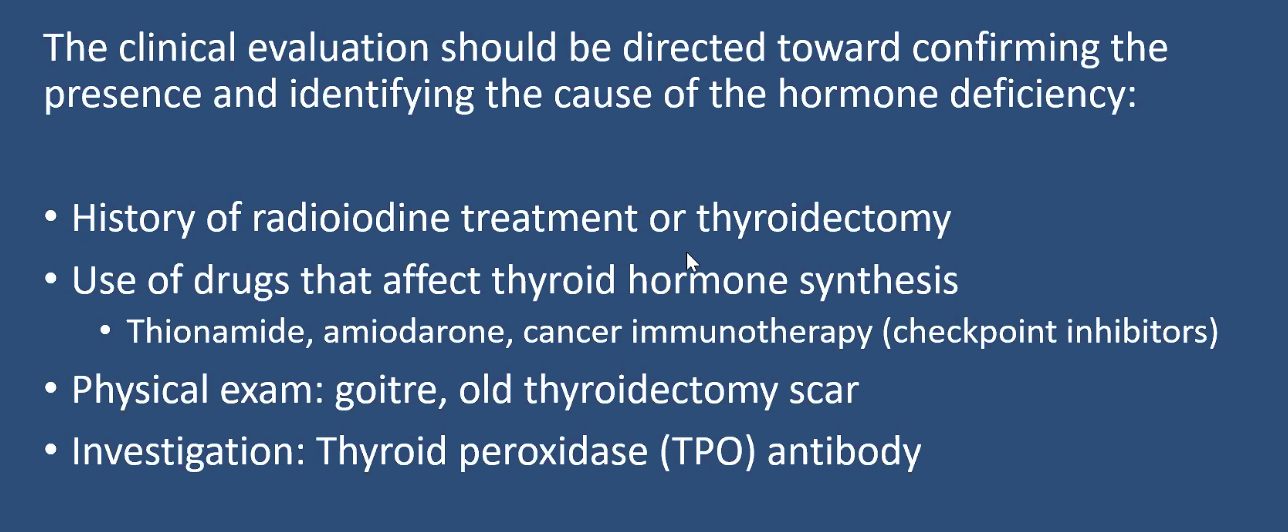 The clinical evaluation should be directed toward confirming the
presence and identifying the cause of the hormone deficiency:
• History of radioiodine treatment or thyroidectomy
• Use of drugs that affect thyroid hormone synthesis
• Thionamide, amiodarone, cancer immunotherapy (checkpoint inhibitors)
• Physical exam: goitre, old thyroidectomy scar
• Investigation: Thyroid peroxidase (TPO) antibody